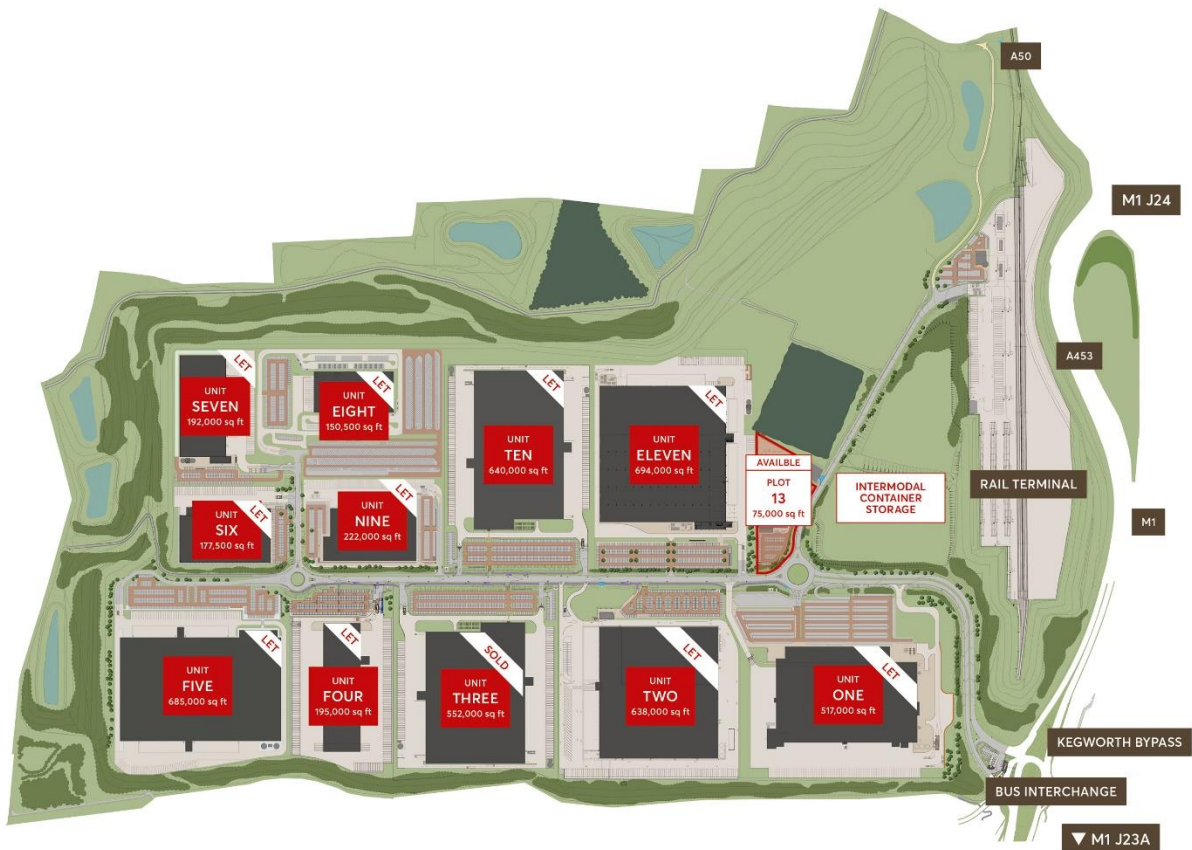 A50
M1 J24
A453
LET
UNIT
SEVEN
192,000 sq ft
LET
UNIT
EIGHT
150,500 sq ft
LET
UNIT
TEN
640,000 sq ft
LET
UNIT
ELEVEN
694,000 sq ft
AVAILBLE
PLOT
13
75,000 sq ft
INTERMODAL
CONTAINER
STORAGE
RAIL TERMINAL
M1
LET
UNIT
SIX
177,500 sq ft
LET
UNIT
NINE
222,000 sq ft
LET
UNIT
FIVE
685,000 sq ft
LET
UNIT
FOUR
195,000 sq ft
SOLD
UNIT
THREE
552,000 sq ft
LET
UNIT
TWO
638,000 sq ft
LET
UNIT
ONE
517,000 sq ft
KEGWORTH BYPASS
BUS INTERCHANGE
▼ M1 J23A